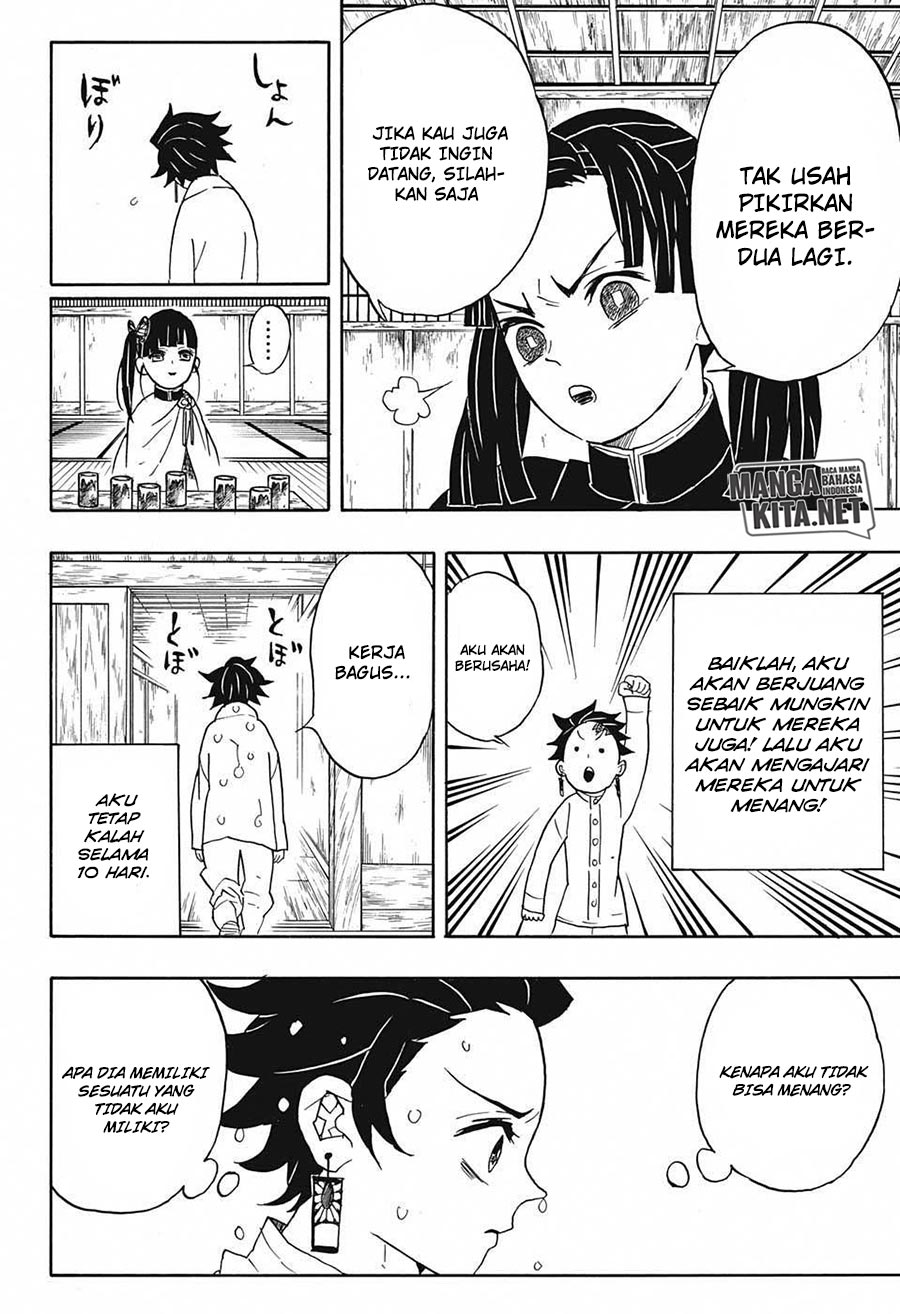 TAK USAH
PIKIRKAN
MEREKA BER-
DUA LAGI.
JIKA KAU JUGA
TIDAK INGIN
DATANG, SILAH-
KAN SAJA
しょん
ぼり
....
MANGA
KITA.NET
BACA MANGA
BAHASA
INDONESIA
BAIKLAH, AKU
AKAN BERJUANG
SEBAIK MUNGKIN
UNTUK MEREKA
JUGA! LALU AKU
AKAN MENGAJARI
MEREKA UNTUK
MENANG!
AKU AKAN
BERUSAHA!
KERJA
BAGUS...
とぼ
とぼ
AKU
TETAP
KALAH
SELAMA
10 HARI.
KENAPA AKU TIDAK
BISA MENANG?
APA DIA MEMILIKI
SESUATU YANG
TIDAK AKU
MILIKI?